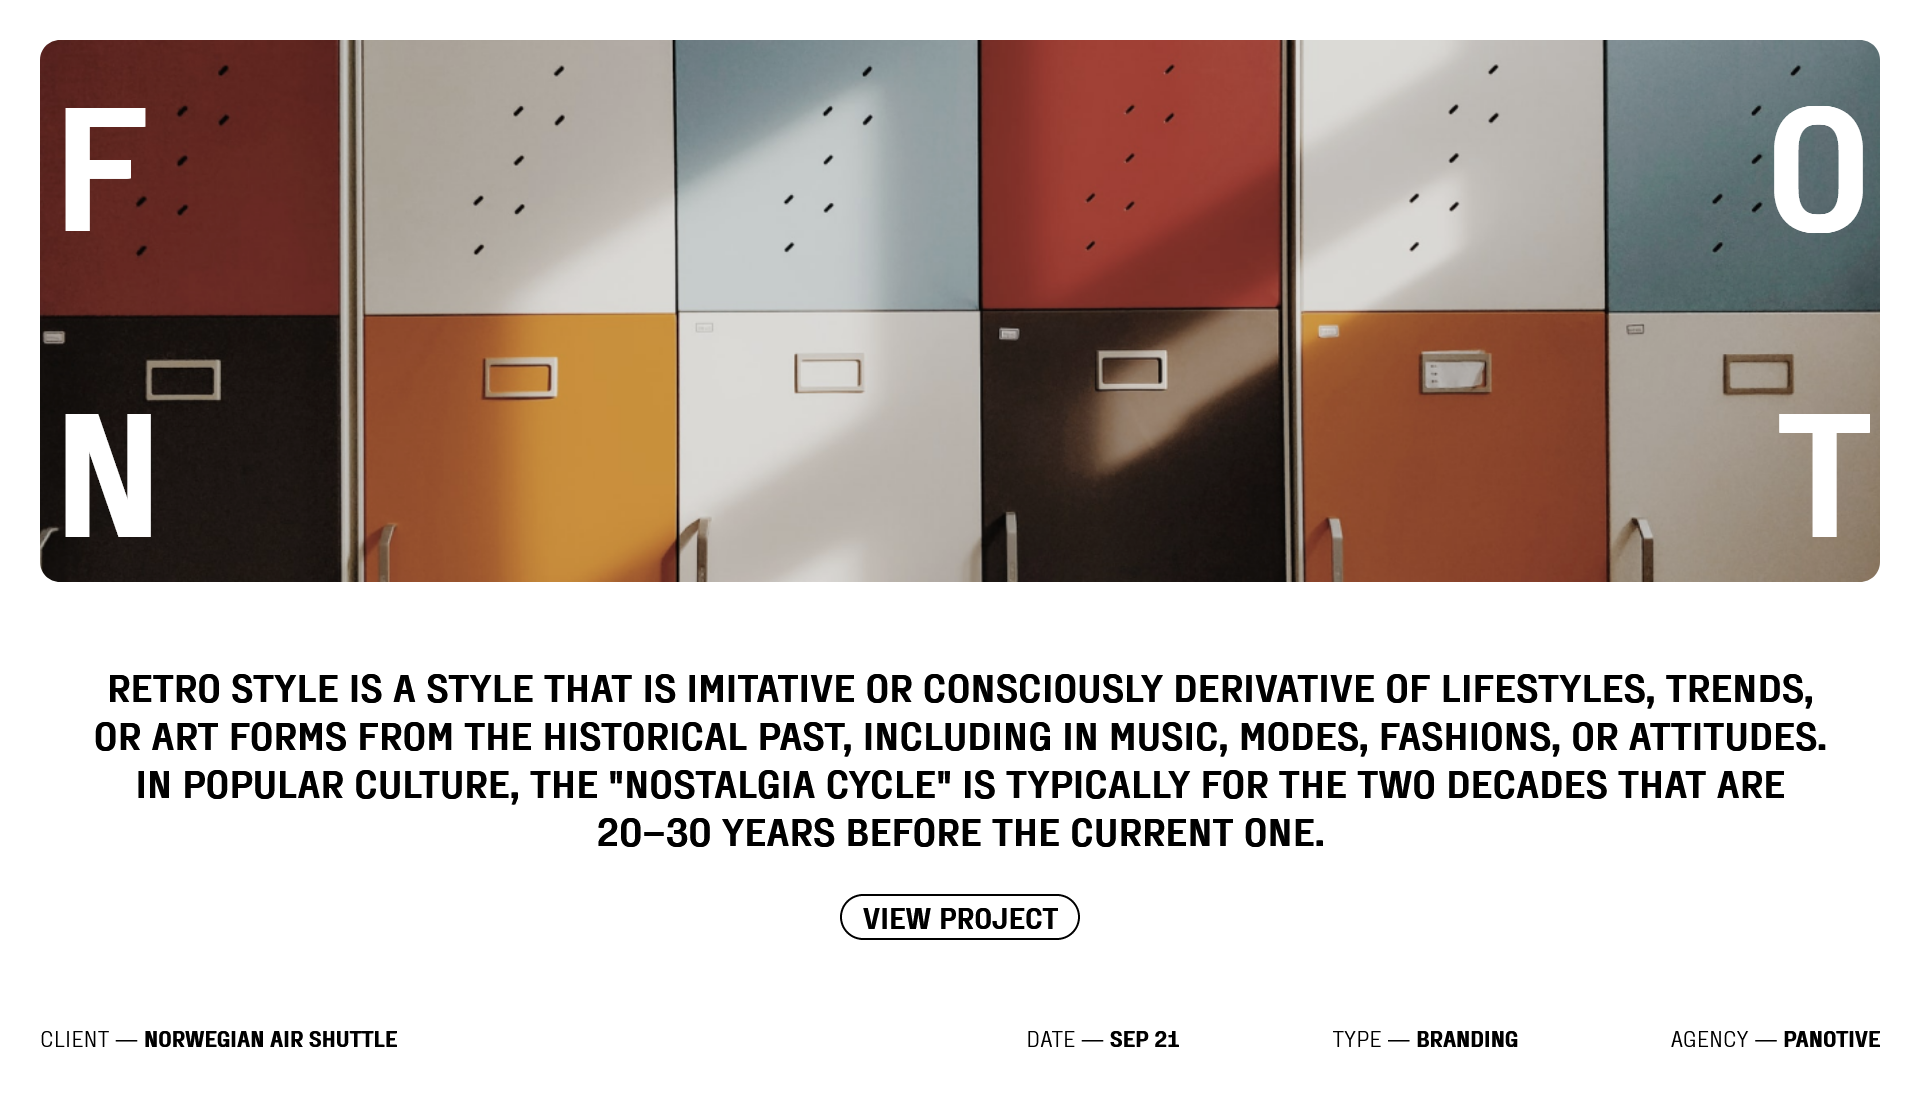 F O
N T
RETRO STYLE IS A STYLE THAT IS IMITATIVE OR CONSCIOUSLY DERIVATIVE OF LIFESTYLES, TRENDS,
OR ART FORMS FROM THE HISTORICAL PAST, INCLUDING IN MUSIC, MODES, FASHIONS, OR ATTITUDES.
IN POPULAR CULTURE, THE "NOSTALGIA CYCLE" IS TYPICALLY FOR THE TWO DECADES THAT ARE
20–30 YEARS BEFORE THE CURRENT ONE.
VIEW PROJECT
CLIENT — NORWEGIAN AIR SHUTTLE DATE — SEP 21 TYPE — BRANDING AGENCY — PANOTIVE